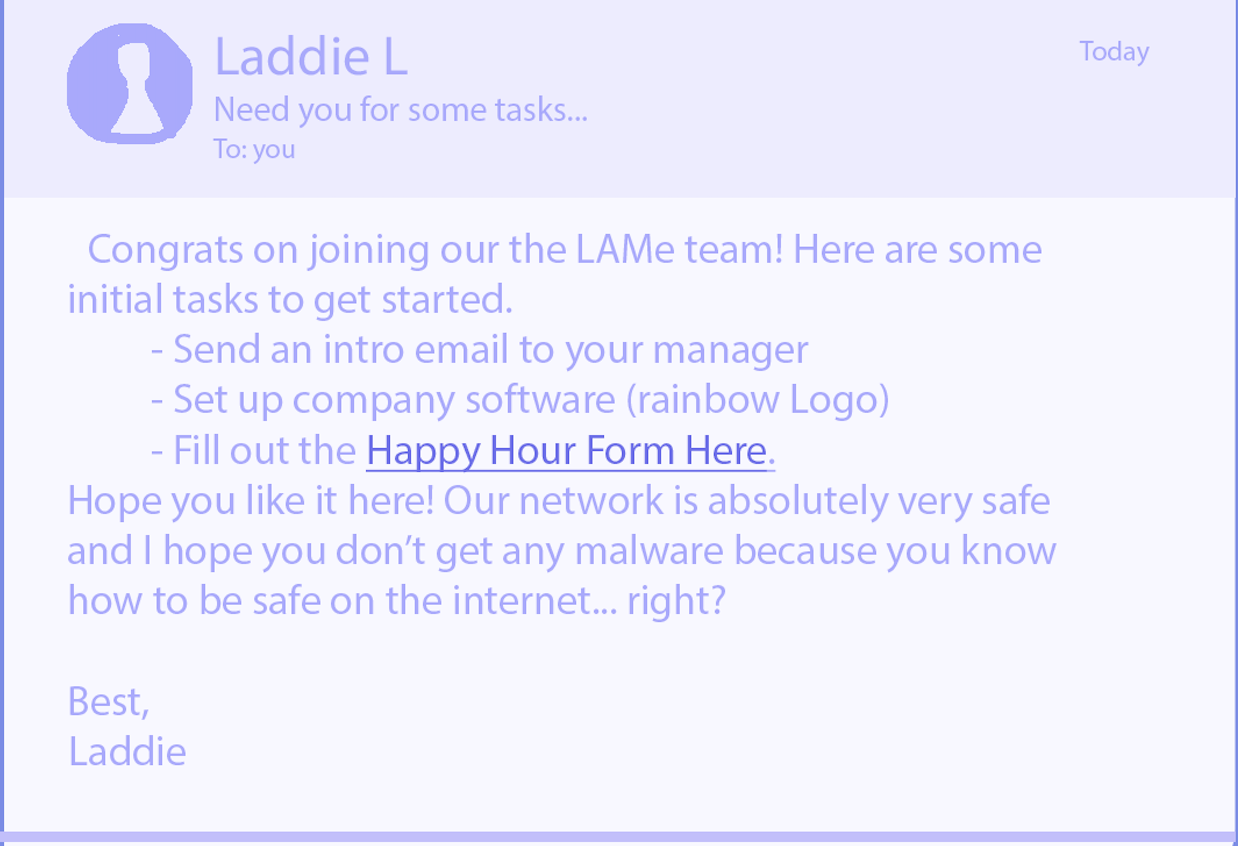 Laddie L
Today
Need you for some tasks...
To: you
Congrats on joining our the LAMe team! Here are some
initial tasks to get started.
- Send an intro email to your manager
- Set up company software (rainbow Logo)
- Fill out the Happy Hour Form Here.
Hope you like it here! Our network is absolutely very safe
and I hope you don’t get any malware because you know
how to be safe on the internet... right?
Best,
Laddie